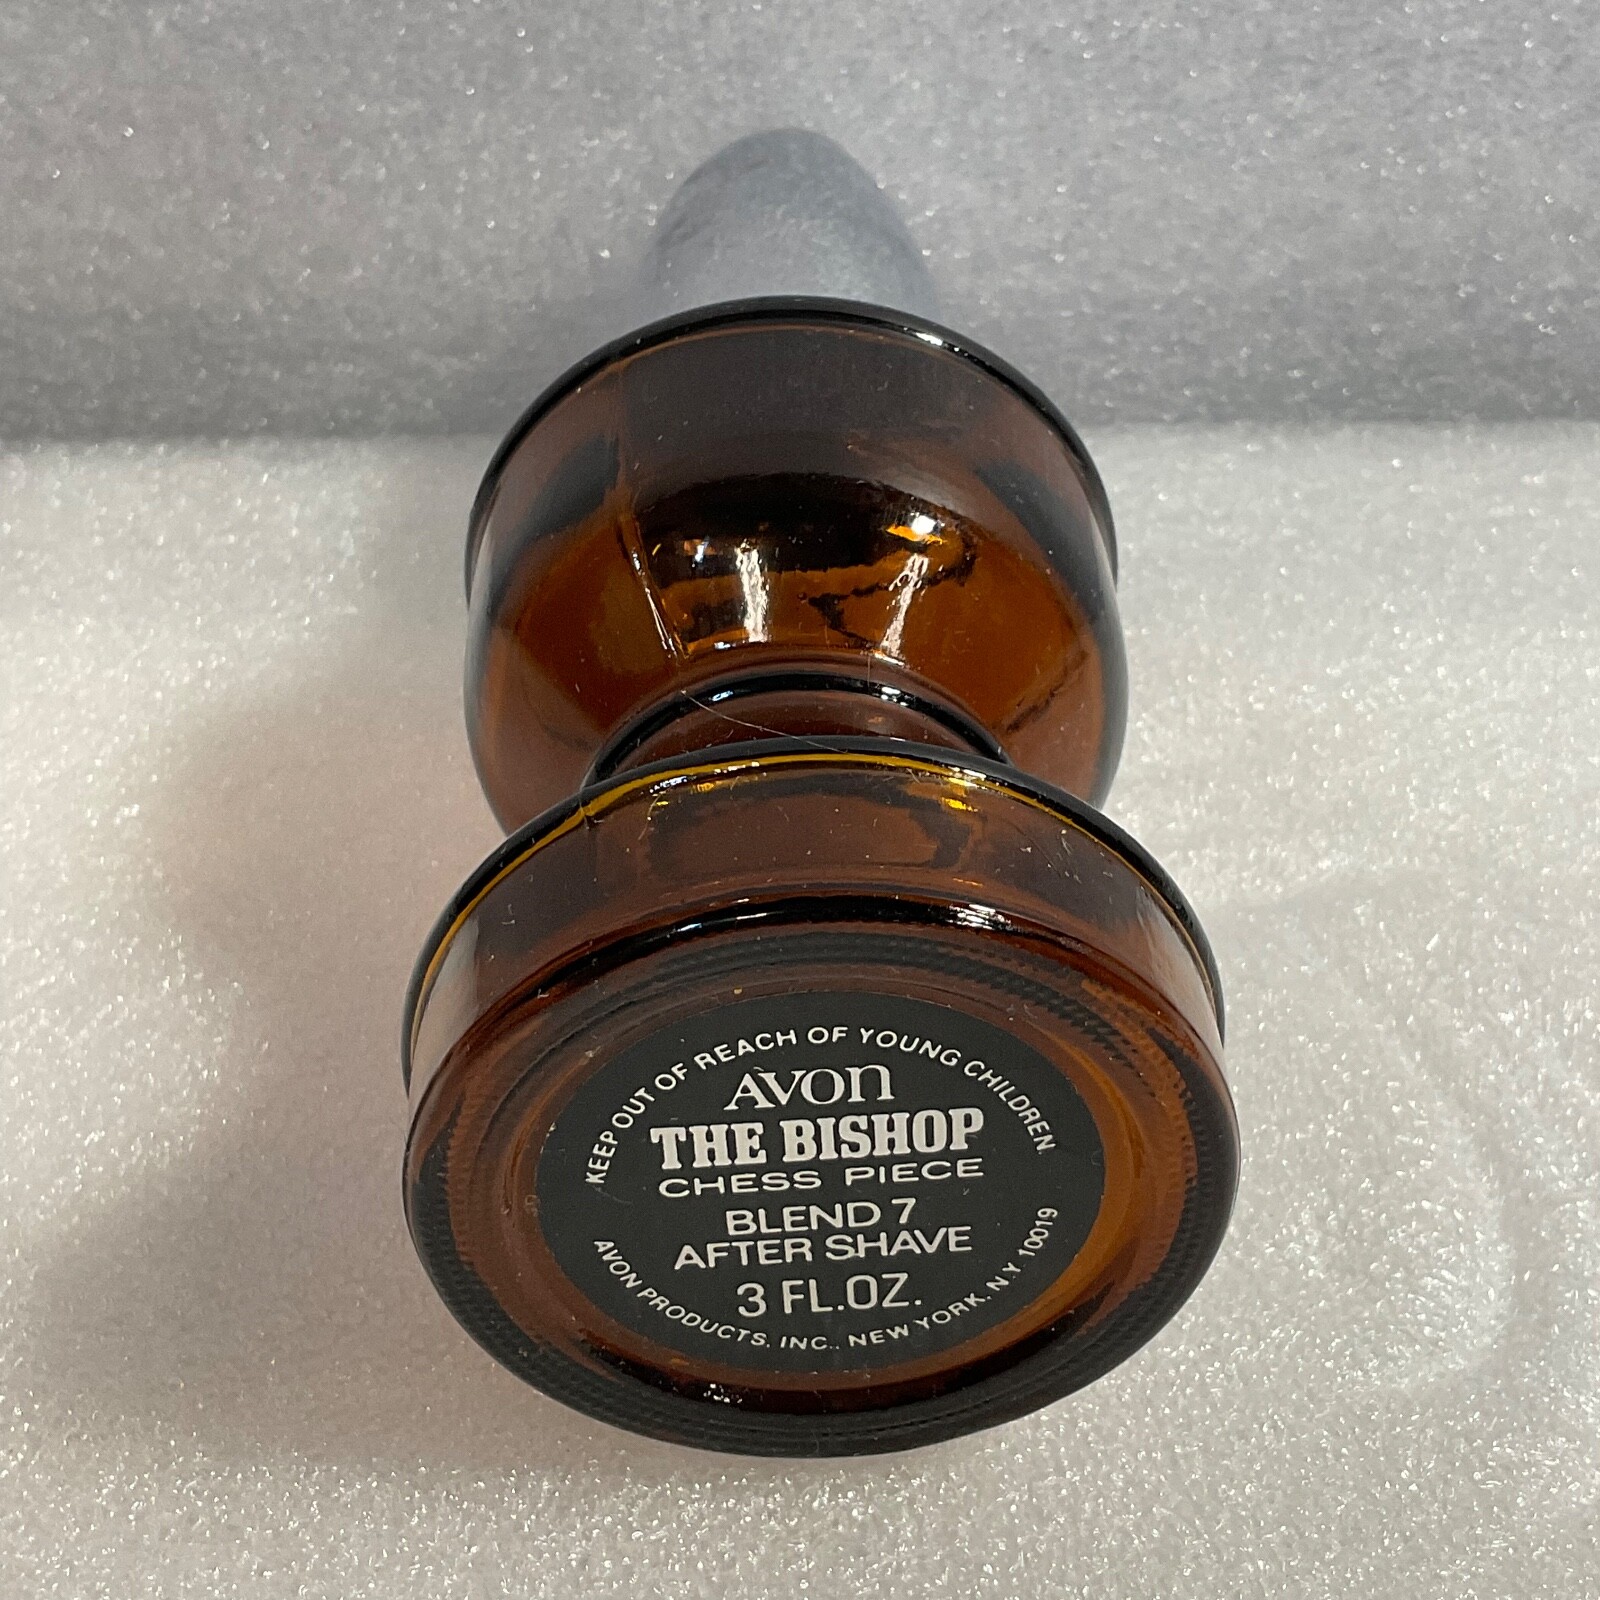 KEEP OUT OF REACH OF YOUNG CHILDREN.
AVON
THE BISHOP
CHESS PIECE
BLEND 7
AFTER SHAVE
3 FL.OZ.
AVON PRODUCTS, INC., NEW YORK, N.Y. 10019